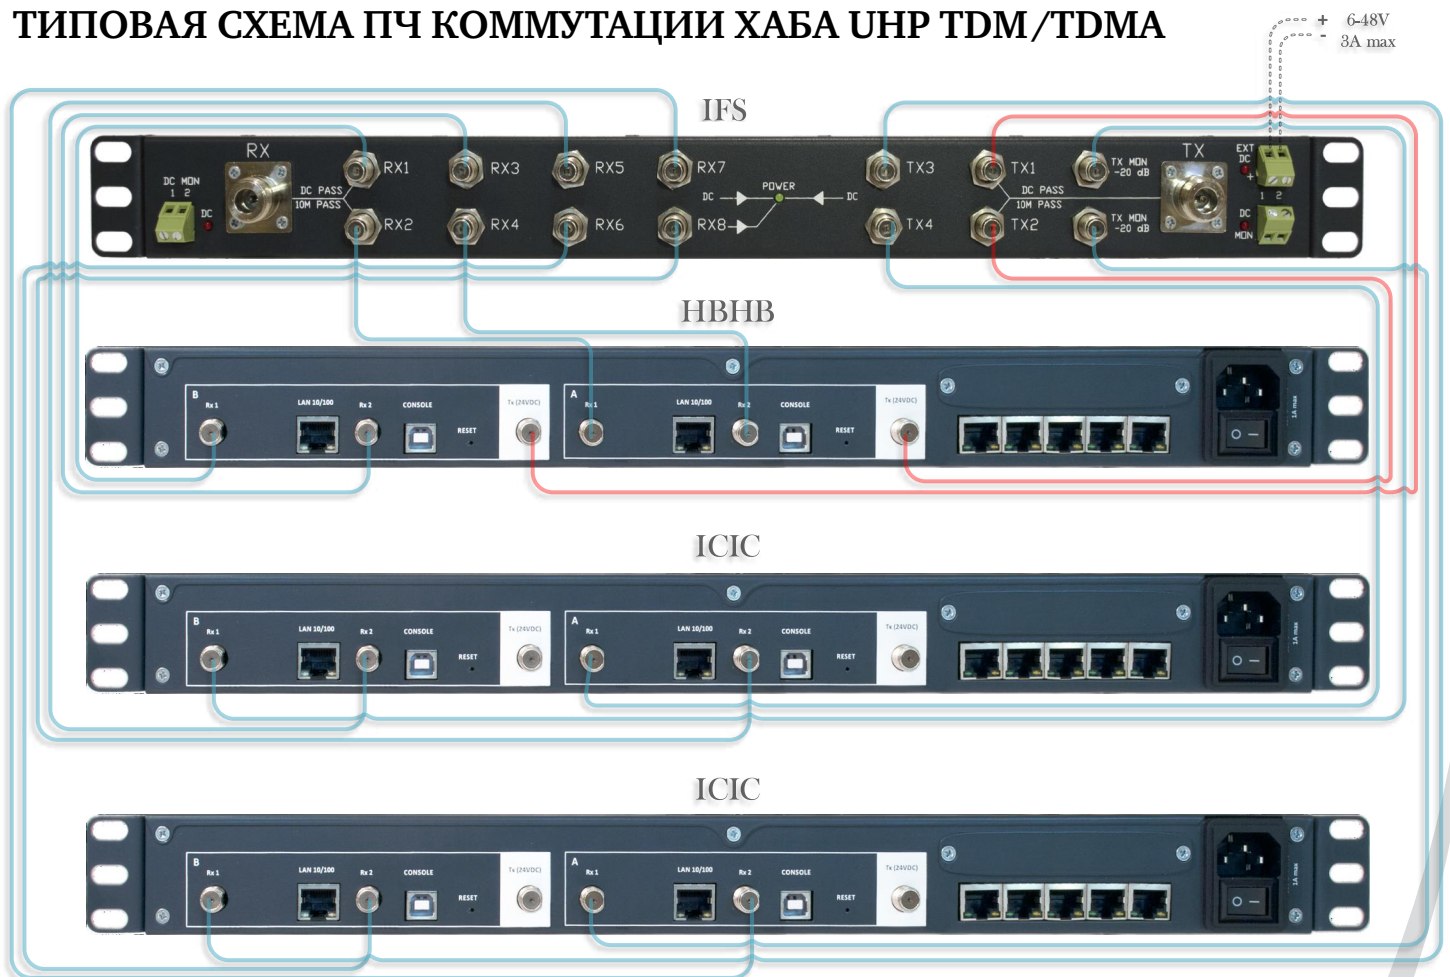 ТИПОВАЯ СХЕМА ПЧ КОММУТАЦИИ ХАБА UHP TDM/TDMA
+ 6-48V
- 3A max
IFS
RX
RX1
RX3
RX5
RX7
TX3
TX1
TX MON
-20 dB
TX
EXT
DC
+
DC MON
1 2
DC
DC PASS
10M PASS
DC
POWER
DC
DC PASS
10M PASS
1 2
RX2
RX4
RX6
RX8
TX4
TX2
TX MON
-20 dB
DC
MON
HBHB
B
Rx 1
LAN 10/100
Rx 2
CONSOLE
RESET
Tx (24VDC)
A
Rx 1
LAN 10/100
Rx 2
CONSOLE
RESET
Tx (24VDC)
1A max
ICIC
B
Rx 1
LAN 10/100
Rx 2
CONSOLE
RESET
Tx (24VDC)
A
Rx 1
LAN 10/100
Rx 2
CONSOLE
RESET
Tx (24VDC)
1A max
ICIC
B
Rx 1
LAN 10/100
Rx 2
CONSOLE
RESET
Tx (24VDC)
A
Rx 1
LAN 10/100
Rx 2
CONSOLE
RESET
Tx (24VDC)
1A max